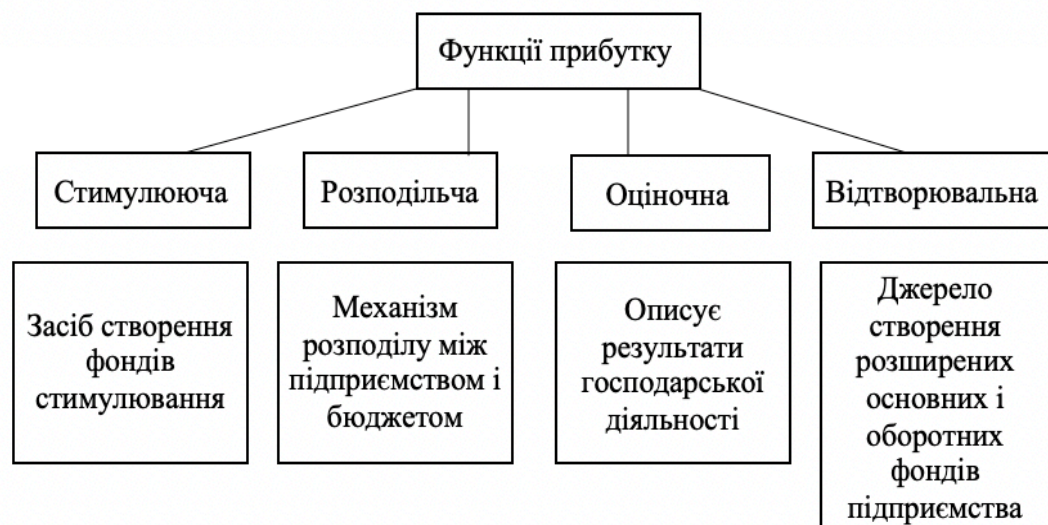 Функції прибутку
Стимулююча
Розподільча
Оціночна
Відтворювальна
Засіб створення
фондів
стимулювання
Механізм
розподілу між
підприємством і
бюджетом
Описує
результати
господарської
діяльності
Джерело
створення
розширених
основних і
оборотних
фондів
підприємства